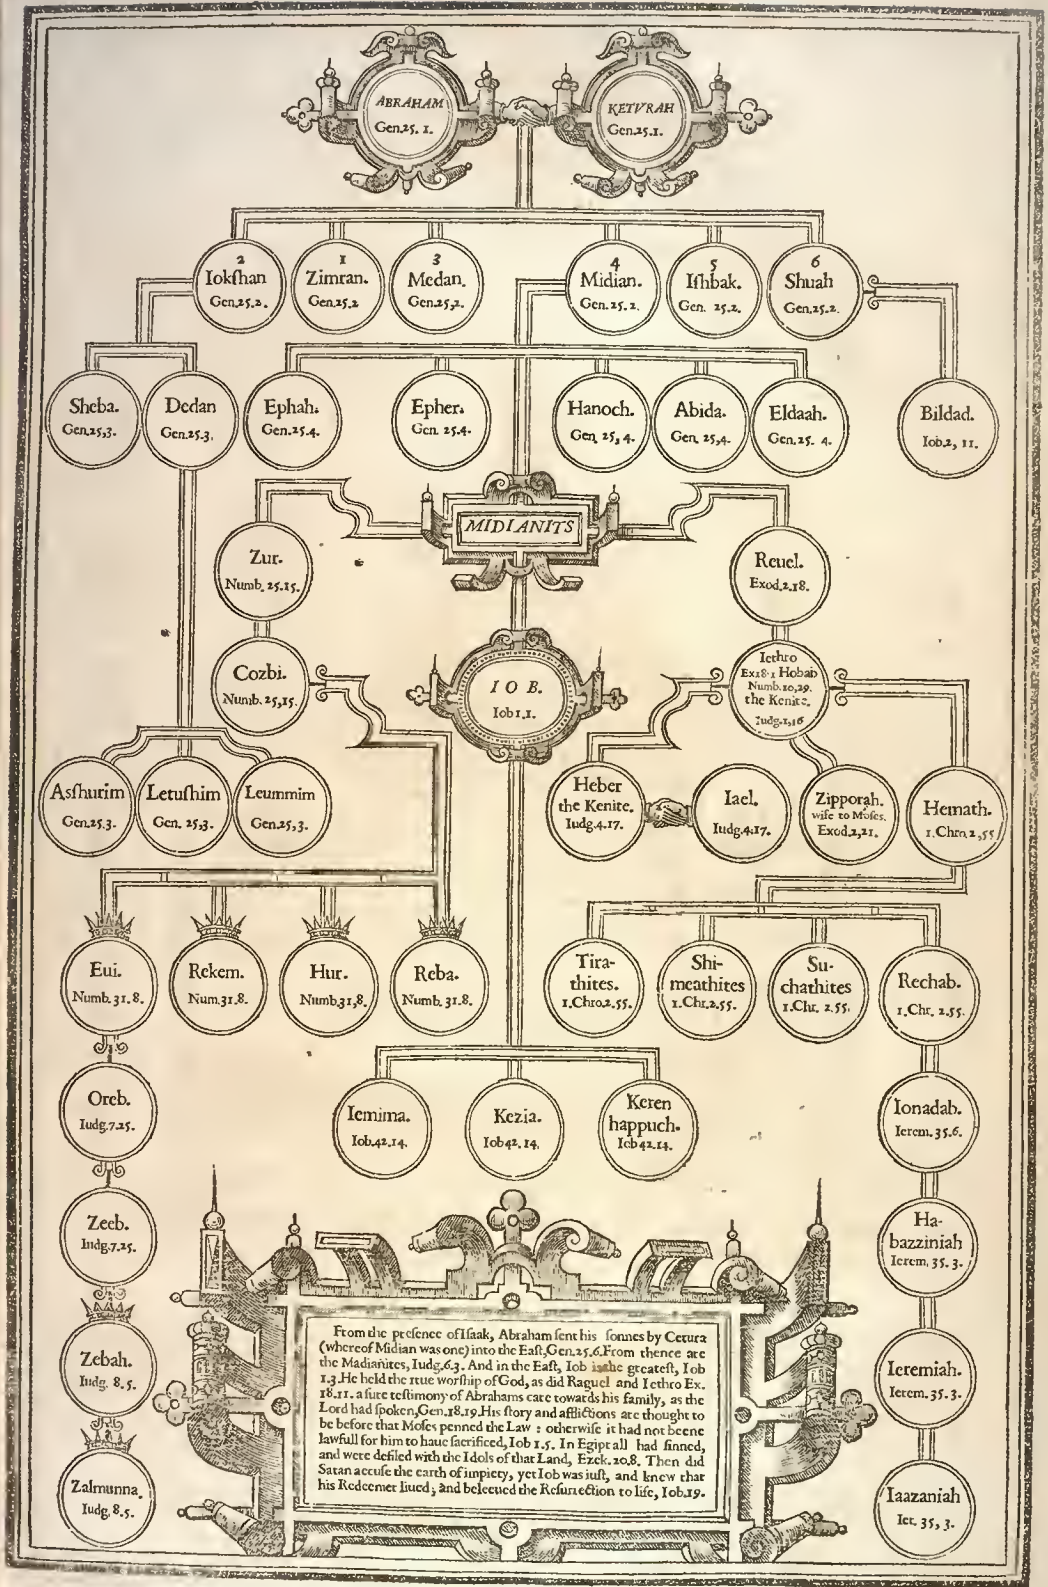 ABRAHAM
Gen.25. 1.
KETVRAH
Gen.25.1.
2
Iokſhan
Gen.25.2.
1
Zimran.
Gen.25.2
3
Medan.
Gen.25,2.
4
Midian.
Gen.25.2.
5
Iſhbak.
Gen. 25.2.
6
Shuah
Gen.25.2.
Sheba.
Gen.25,3.
Dedan
Gen.25.3.
Ephah.
Gen.25.4.
Epher.
Gen. 25.4.
Hanoch.
Gen. 25, 4.
Abida.
Gen. 25,4.
Eldaah.
Gen.25. 4.
Bildad.
Iob.2, 11.
MIDIANITS
Zur.
Numb. 25.15.
Reuel.
Exod.2.18.
Cozbi.
Numb. 25,15.
IOB.
Iob 1.1.
Iethro
Ex18.1 Hobab
Numb.10,29.
the Kenite.
Iudg.1,16
Asſhurim
Gen.25.3.
Letuſhim
Gen. 25,3.
Leummim
Gen.25,3.
Heber
the Kenite.
Iudg.4.17.
Iael.
Iudg.4.17.
Zipporah.
wife to Moſes.
Exod.2,21.
Hemath.
1.Chro.2,55
Eui.
Numb. 31.8.
Rekem.
Num.31.8.
Hur.
Numb.31,8.
Reba.
Numb. 31.8.
Tira-
thites.
1.Chro.2.55.
Shi-
meathites
1.Chr.2.55.
Su-
chathites
1.Chr. 2.55.
Rechab.
1.Chr. 2.55.
Oreb.
Iudg.7.25.
Iemima.
Iob.42.14.
Kezia.
Iob 42. 14.
Keren
happuch.
Iob 42.14.
Ionadab.
Ierem. 35.6.
Zeeb.
Iudg.7.25.
Ha-
bazziniah
Ierem. 35. 3.
Zebah.
Iudg. 8.5.
Ieremiah.
Ierem.35.3.
Zalmunna.
Iudg. 8.5.
Iaazaniah
Ier. 35, 3.
From the preſence of Iſaak, Abraham ſent his ſonnes by Cetura
(whereof Midian was one) into the Eaſt,Gen.25.6.From thence are
the Madianites, Iudg.6.3. And in the Eaſt, Iob is the greateſt, Iob
1.3.He held the true worſhip of God, as did Raguel and Iethro Ex.
18.11. a ſure teſtimony of Abrahams care towards his family, as the
Lord had ſpoken,Gen.18.19.His ſtory and afflictions are thought to
be before that Moſes penned the Law : otherwiſe it had not beene
lawfull for him to haue ſacrificed, Iob 1.5. In Egipt all had ſinned,
and were defiled with the Idols of that Land, Ezek. 20.8. Then did
Satan accuſe the earth of impiety, yet Iob was iuſt, and knew that
his Redeemer liued; and beleeued the Reſurrection to life, Iob.19.